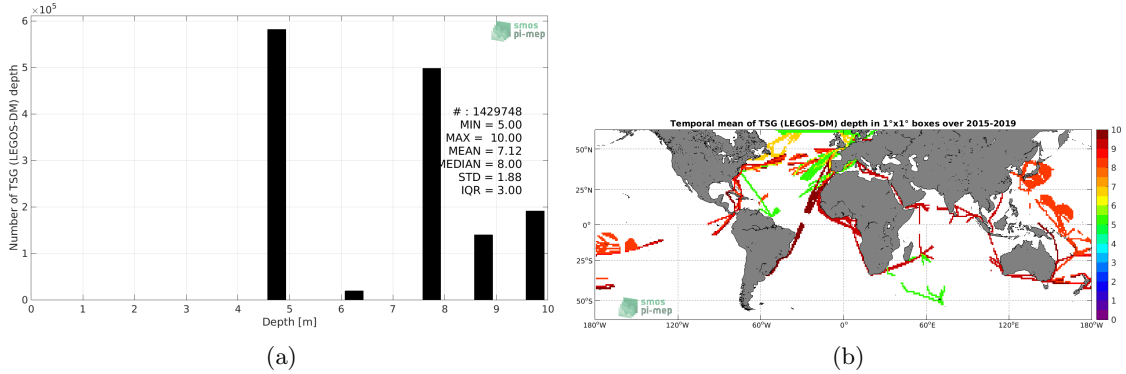 6 ×10⁵
smos
pi-mep
5
4
3
2
1
0
Number of TSG (LEGOS-DM) depth
# : 1429748
MIN = 5.00
MAX = 10.00
MEAN = 7.12
MEDIAN = 8.00
STD = 1.88
IQR = 3.00
0 1 2 3 4 5 6 7 8 9 10
Depth [m]
(a)
Temporal mean of TSG (LEGOS-DM) depth in 1°x1° boxes over 2015-2019
50°N
25°N
0°
25°S
50°S
smos
pi-mep
180°W 120°W 60°W 0° 60°E 120°E 180°W
10
9
8
7
6
5
4
3
2
1
0
(b)